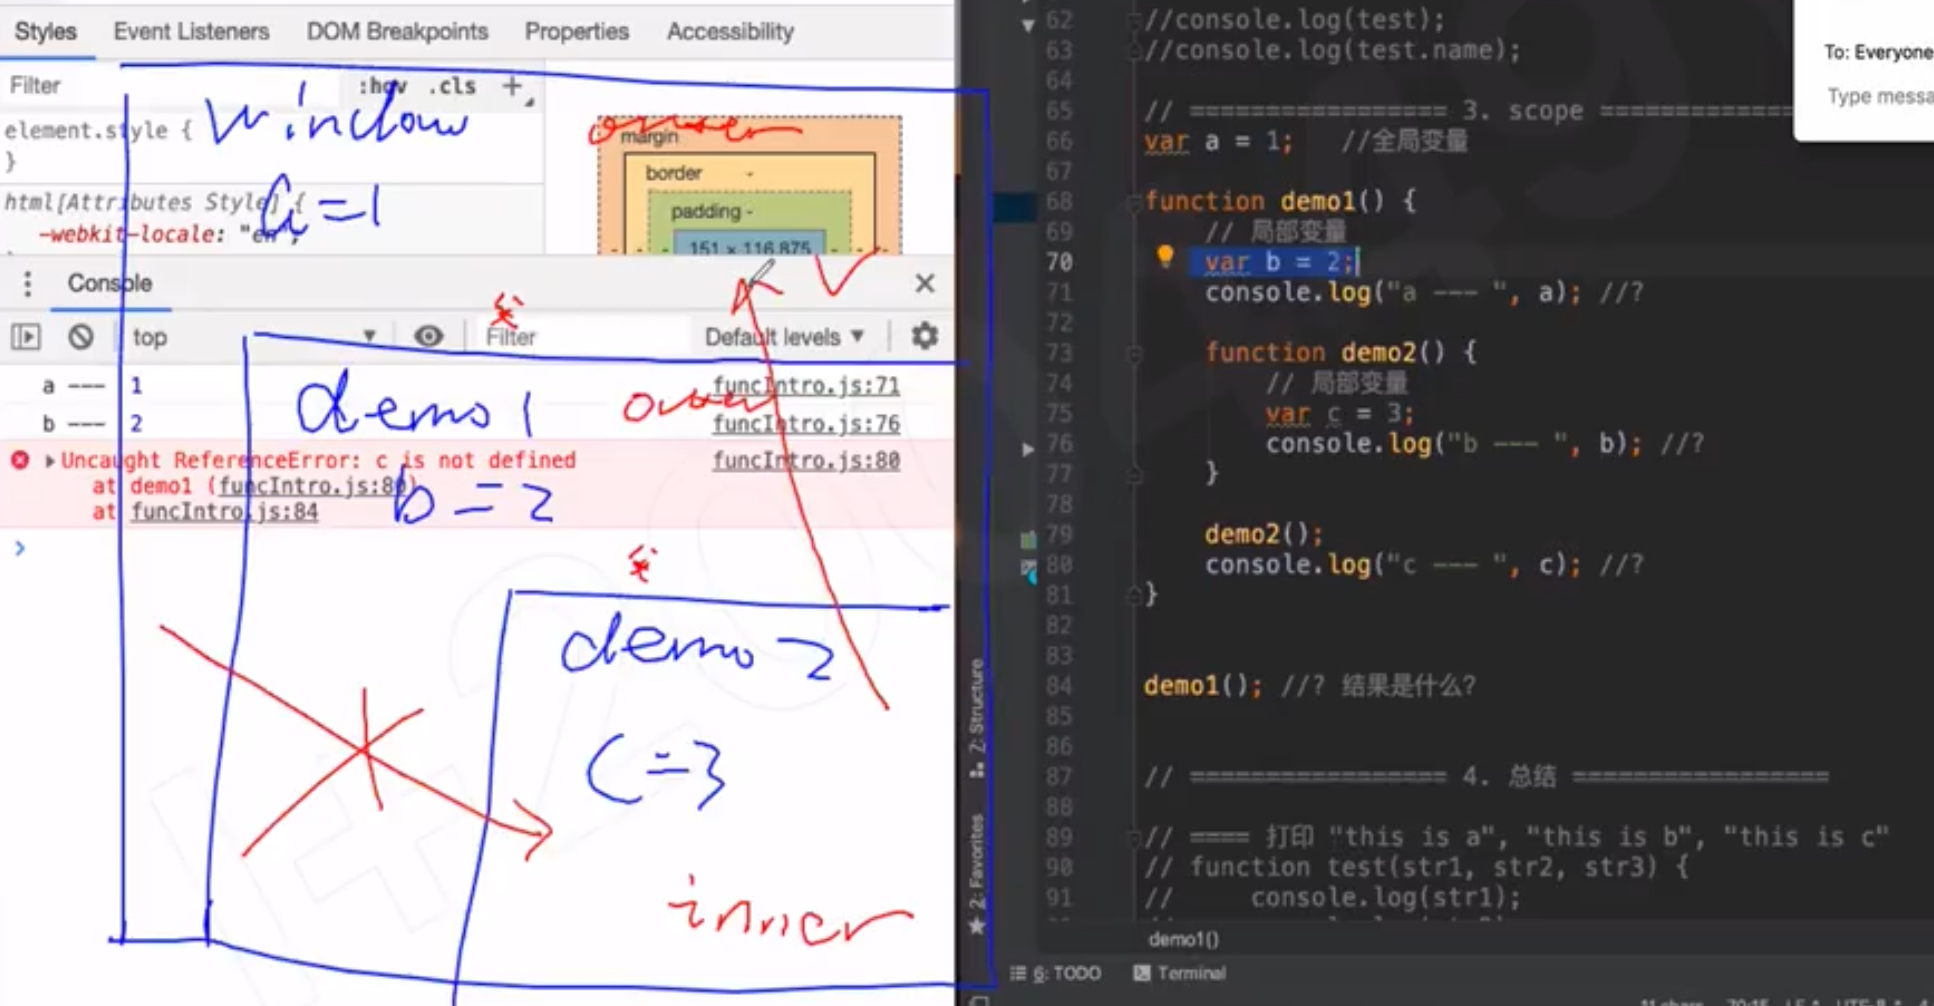 Styles Event Listeners DOM Breakpoints Properties Accessibility
Filter :hov .cls +
element.style {
}
html[Attributes Style] {
-webkit-locale: "en";
margin
border -
padding -
151 × 116.875
window
a=1
Console
top Filter Default levels
a --- 1 funcIntro.js:71
b --- 2 funcIntro.js:76
Uncaught ReferenceError: c is not defined funcIntro.js:80
at demo1 (funcIntro.js:80)
at funcIntro.js:84
demo1
b=2
demo2
c=3
inner
62 //console.log(test);
63 //console.log(test.name);
64
65 // ================= 3. scope =============
66 var a = 1; //全局变量
67
68 function demo1() {
69 // 局部变量
70 var b = 2;
71 console.log("a --- ", a); //?
72
73 function demo2() {
74 // 局部变量
75 var c = 3;
76 console.log("b --- ", b); //?
77 }
78
79 demo2();
80 console.log("c --- ", c); //?
81 }
82
83
84 demo1(); //? 结果是什么?
85
86
87 // ================= 4. 总结 =================
88
89 // ==== 打印 "this is a", "this is b", "this is c"
90 // function test(str1, str2, str3) {
91 // console.log(str1);
demo1()
Z: Structure
2: Favorites
6: TODO Terminal
To: Everyone
Type messa